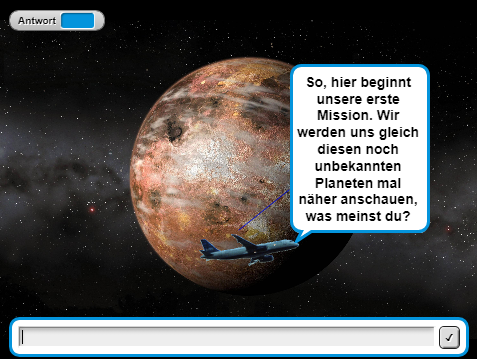 Antwort
So, hier beginnt
unsere erste
Mission. Wir
werden uns gleich
diesen noch
unbekannten
Planeten mal
näher anschauen,
was meinst du?